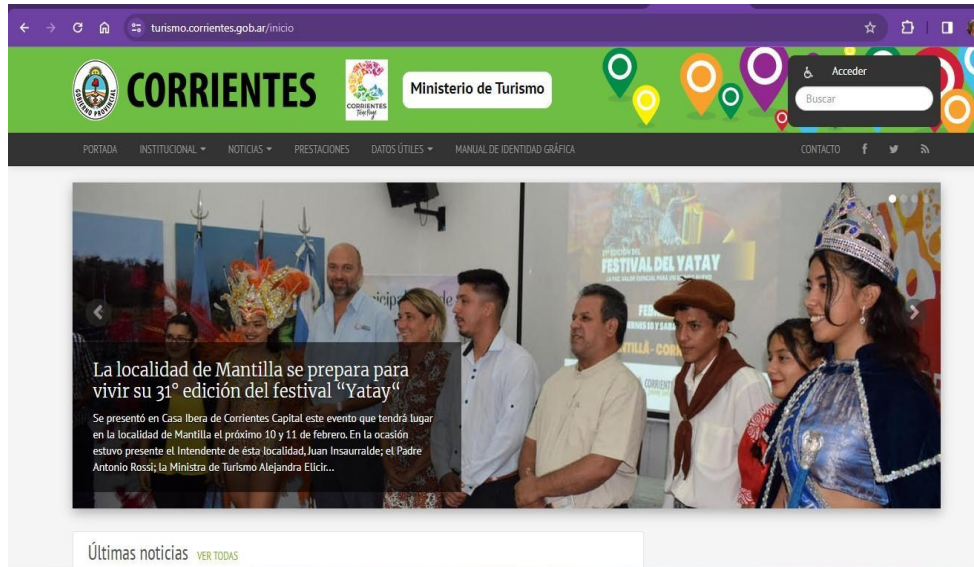 turismo.corrientes.gob.ar/inicio
GOBIERNO PROVINCIAL
CORRIENTES
CORRIENTES
Ministerio de Turismo
Acceder
Buscar
PORTADA INSTITUCIONAL NOTICIAS PRESTACIONES DATOS ÚTILES MANUAL DE IDENTIDAD GRÁFICA CONTACTO
FESTIVAL DEL YATAY
La localidad de Mantilla se prepara para
vivir su 31° edición del festival “Yatay“
Se presentó en Casa Ibera de Corrientes Capital este evento que tendrá lugar
en la localidad de Mantilla el próximo 10 y 11 de febrero. En la ocasión
estuvo presente el Intendente de ésta localidad, Juan Insaurralde; el Padre
Antonio Rossi; la Ministra de Turismo Alejandra Elicir...
Últimas noticias VER TODAS